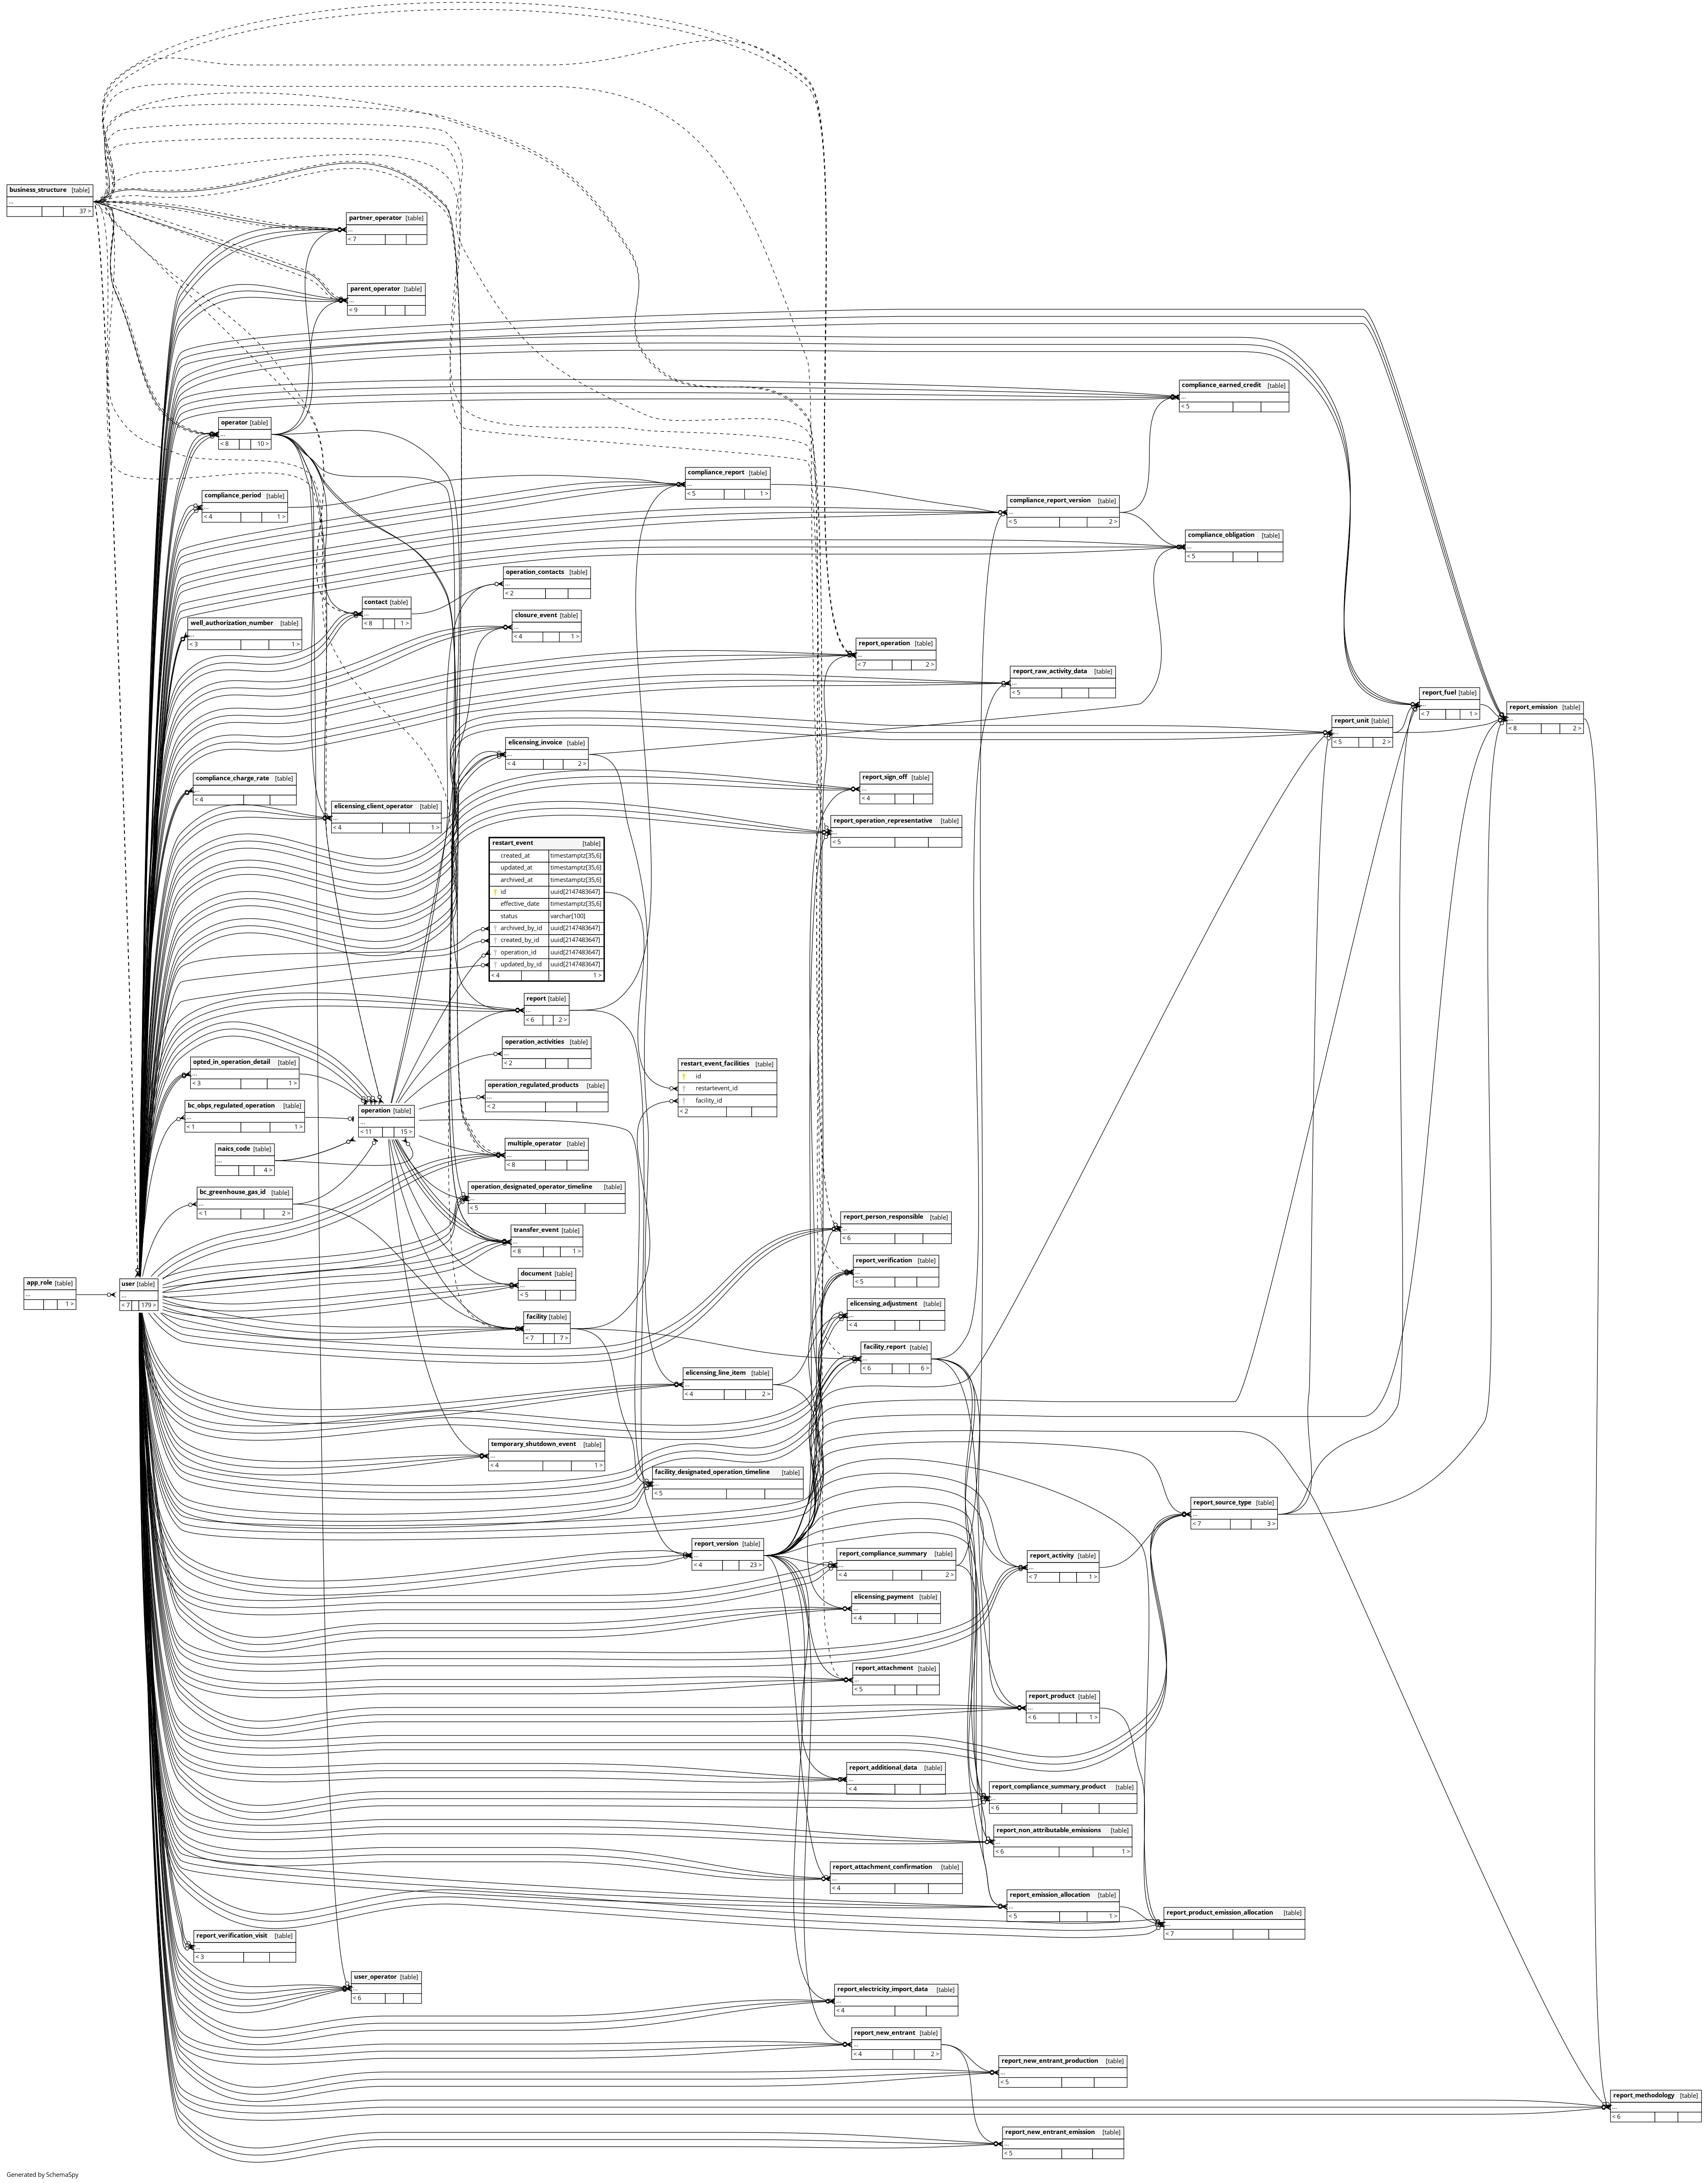 business_structure [table]
...
37 >
partner_operator [table]
...
< 7
parent_operator [table]
...
< 9
compliance_earned_credit [table]
...
< 5
operator [table]
...
< 8 10 >
compliance_report [table]
...
< 5 1 >
compliance_period [table]
...
< 4 1 >
compliance_report_version [table]
...
< 5 2 >
compliance_obligation [table]
...
< 5
operation_contacts [table]
...
< 2
contact [table]
...
< 8 1 >
closure_event [table]
...
< 4 1 >
well_authorization_number [table]
...
< 3 1 >
report_operation [table]
...
< 7 2 >
report_raw_activity_data [table]
...
< 5
report_fuel [table]
...
< 7 1 >
report_emission [table]
...
< 8 2 >
report_unit [table]
...
< 5 2 >
elicensing_invoice [table]
...
< 4 2 >
compliance_charge_rate [table]
...
< 4
report_sign_off [table]
...
< 4
elicensing_client_operator [table]
...
< 4 1 >
report_operation_representative [table]
...
< 5
restart_event [table]
created_at timestamptz[35,6]
updated_at timestamptz[35,6]
archived_at timestamptz[35,6]
id uuid[2147483647]
effective_date timestamptz[35,6]
status varchar[100]
archived_by_id uuid[2147483647]
created_by_id uuid[2147483647]
operation_id uuid[2147483647]
updated_by_id uuid[2147483647]
< 4 1 >
report [table]
...
< 6 2 >
operation_activities [table]
...
< 2
opted_in_operation_detail [table]
...
< 3 1 >
restart_event_facilities [table]
id
restartevent_id
facility_id
< 2
operation_regulated_products [table]
...
< 2
bc_obps_regulated_operation [table]
...
< 1 1 >
operation [table]
...
< 11 15 >
multiple_operator [table]
...
< 8
naics_code [table]
...
4 >
operation_designated_operator_timeline [table]
...
< 5
bc_greenhouse_gas_id [table]
...
< 1 2 >
report_person_responsible [table]
...
< 6
transfer_event [table]
...
< 8 1 >
report_verification [table]
...
< 5
document [table]
...
< 5
app_role [table]
...
1 >
user [table]
...
< 7 179 >
elicensing_adjustment [table]
...
< 4
facility [table]
...
< 7 7 >
facility_report [table]
...
< 6 6 >
elicensing_line_item [table]
...
< 4 2 >
temporary_shutdown_event [table]
...
< 4 1 >
facility_designated_operation_timeline [table]
...
< 5
report_source_type [table]
...
< 7 3 >
report_version [table]
...
< 4 23 >
report_compliance_summary [table]
...
< 4 2 >
report_activity [table]
...
< 7 1 >
elicensing_payment [table]
...
< 4
report_attachment [table]
...
< 5
report_product [table]
...
< 6 1 >
report_additional_data [table]
...
< 4
report_compliance_summary_product [table]
...
< 6
report_non_attributable_emissions [table]
...
< 6 1 >
report_attachment_confirmation [table]
...
< 4
report_emission_allocation [table]
...
< 5 1 >
report_product_emission_allocation [table]
...
< 7
report_verification_visit [table]
...
< 3
user_operator [table]
...
< 6
report_electricity_import_data [table]
...
< 4
report_new_entrant [table]
...
< 4 2 >
report_new_entrant_production [table]
...
< 5
report_methodology [table]
...
< 6
report_new_entrant_emission [table]
...
< 5
Generated by SchemaSpy